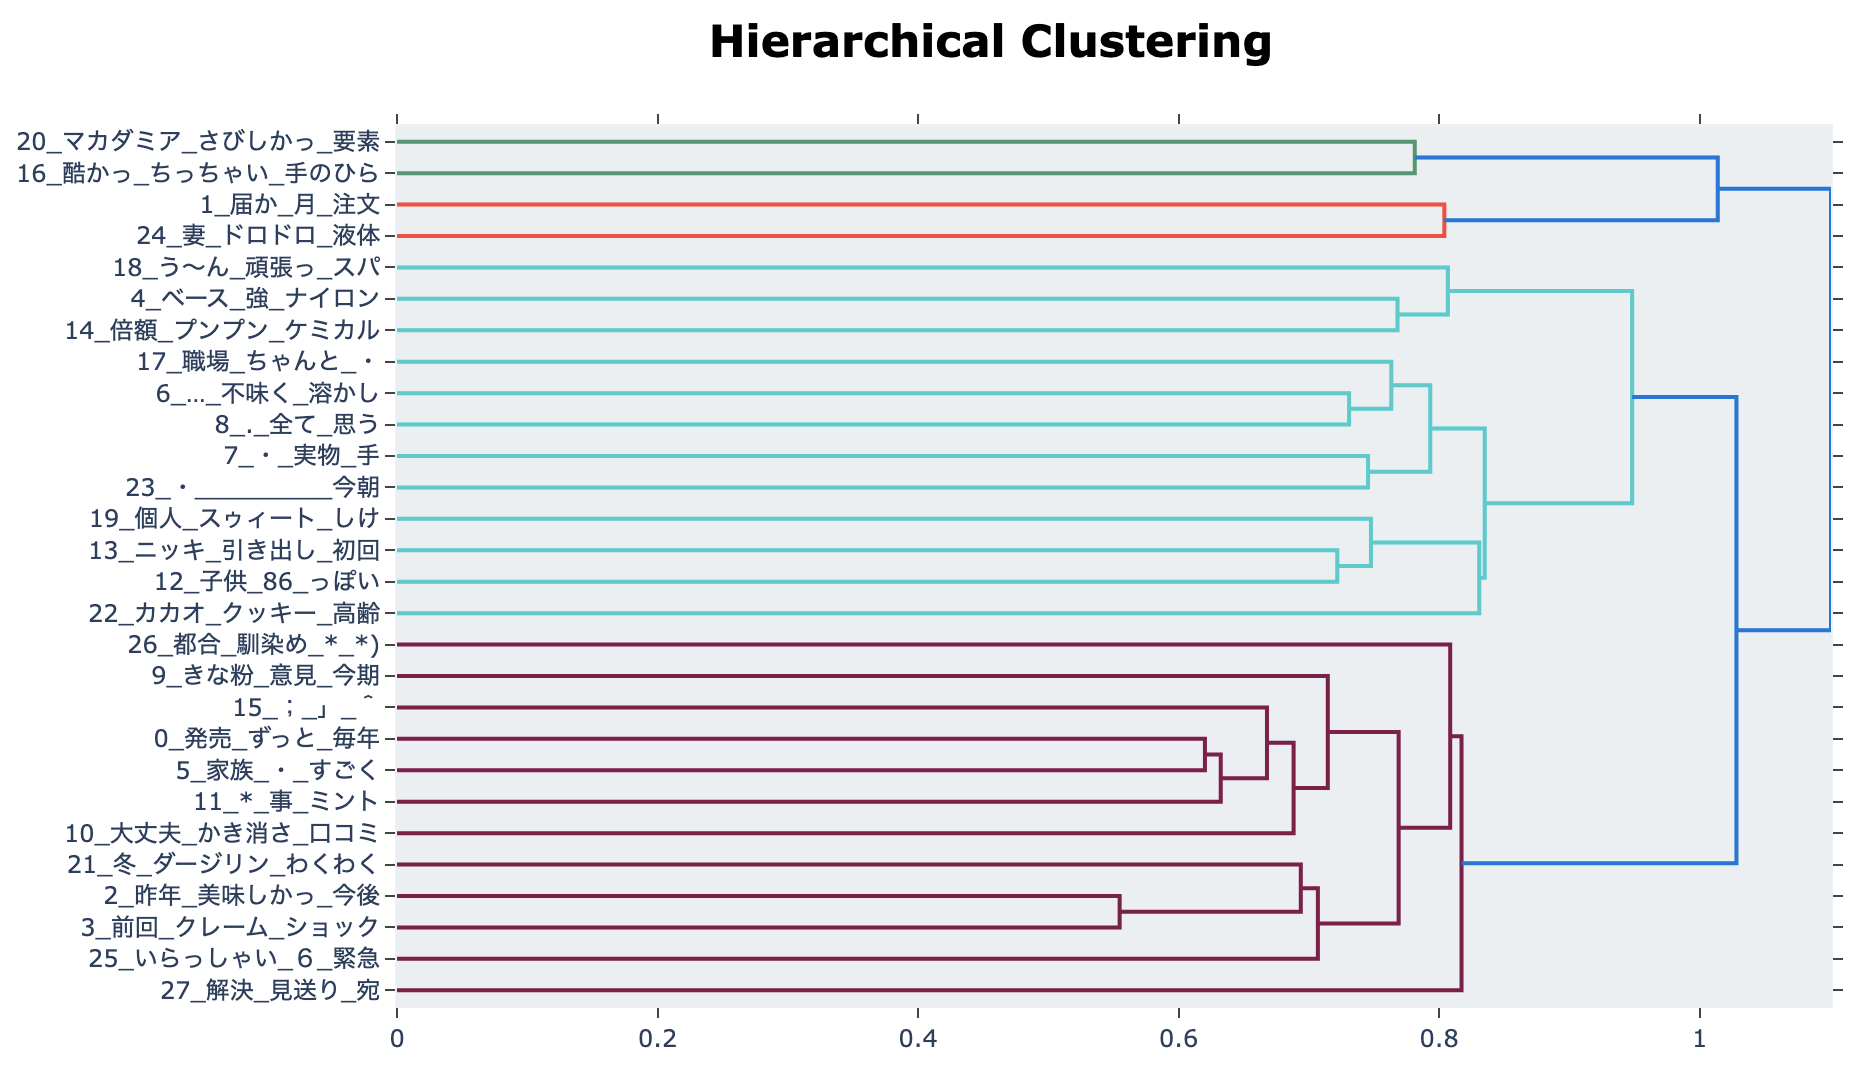 Hierarchical Clustering
20_マカダミア_さびしかっ_要素
16_酷かっ_ちっちゃい_手のひら
1_届か_月_注文
24_妻_ドロドロ_液体
18_う〜ん_頑張っ_スパ
4_ベース_強_ナイロン
14_倍額_プンプン_ケミカル
17_職場_ちゃんと_・
6_..._不味く_溶かし
8_._全て_思う
7_・_実物_手
23_・__________今朝
19_個人_スゥィート_しけ
13_ニッキ_引き出し_初回
12_子供_86_っぽい
22_カカオ_クッキー_高齢
26_都合_馴染め_*_*)
9_きな粉_意見_今期
15_；_」_＾
0_発売_ずっと_毎年
5_家族_・_すごく
11_*_事_ミント
10_大丈夫_かき消さ_口コミ
21_冬_ダージリン_わくわく
2_昨年_美味しかっ_今後
3_前回_クレーム_ショック
25_いらっしゃい_６_緊急
27_解決_見送り_宛
0 0.2 0.4 0.6 0.8 1